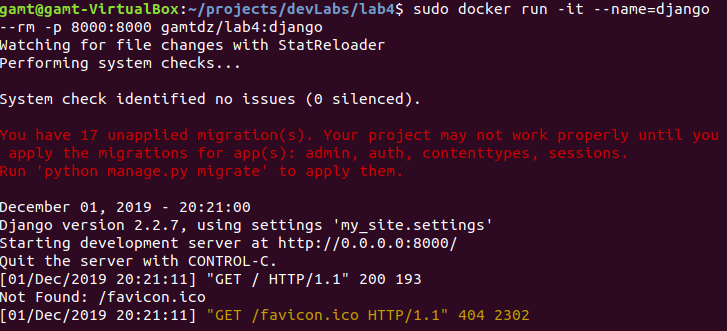 gamt@gamt-VirtualBox:~/projects/devLabs/lab4$ sudo docker run -it --name=django
--rm -p 8000:8000 gamtdz/lab4:django
Watching for file changes with StatReloader
Performing system checks...
System check identified no issues (0 silenced).
You have 17 unapplied migration(s). Your project may not work properly until you
 apply the migrations for app(s): admin, auth, contenttypes, sessions.
Run 'python manage.py migrate' to apply them.
December 01, 2019 - 20:21:00
Django version 2.2.7, using settings 'my_site.settings'
Starting development server at http://0.0.0.0:8000/
Quit the server with CONTROL-C.
[01/Dec/2019 20:21:11] "GET / HTTP/1.1" 200 193
Not Found: /favicon.ico
[01/Dec/2019 20:21:11] "GET /favicon.ico HTTP/1.1" 404 2302